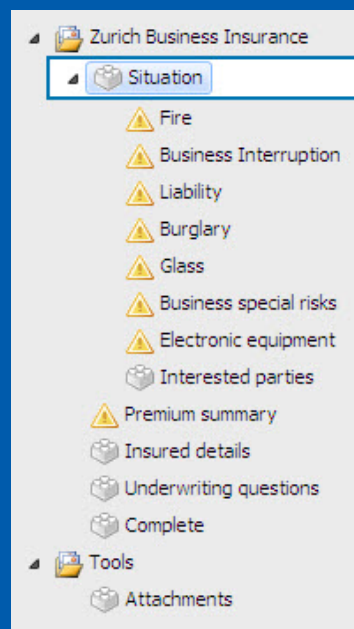 Zurich Business Insurance
Situation
Fire
Business Interruption
Liability
Burglary
Glass
Business special risks
Electronic equipment
Interested parties
Premium summary
Insured details
Underwriting questions
Complete
Tools
Attachments